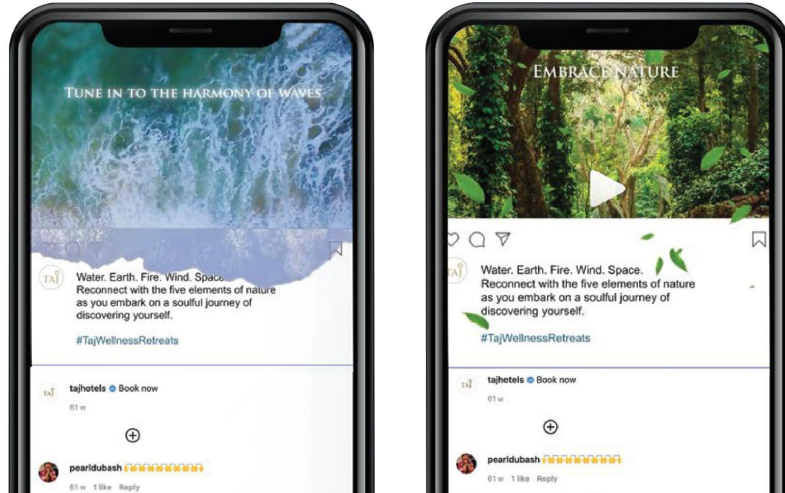 TUNE IN TO THE HARMONY OF WAVES
TAJ
Water. Earth. Fire. Wind. Space.
Reconnect with the five elements of nature
as you embark on a soulful journey of
discovering yourself.
#TajWellnessRetreats
TAJ
tajhotels Book now
61 w
pearldubash
61 w 1 like Reply
EMBRACE NATURE
TAJ
Water. Earth. Fire. Wind. Space.
Reconnect with the five elements of nature
as you embark on a soulful journey of
discovering yourself.
#TajWellnessRetreats
TAJ
tajhotels Book now
61 w
pearldubash
61 w 1 like Reply